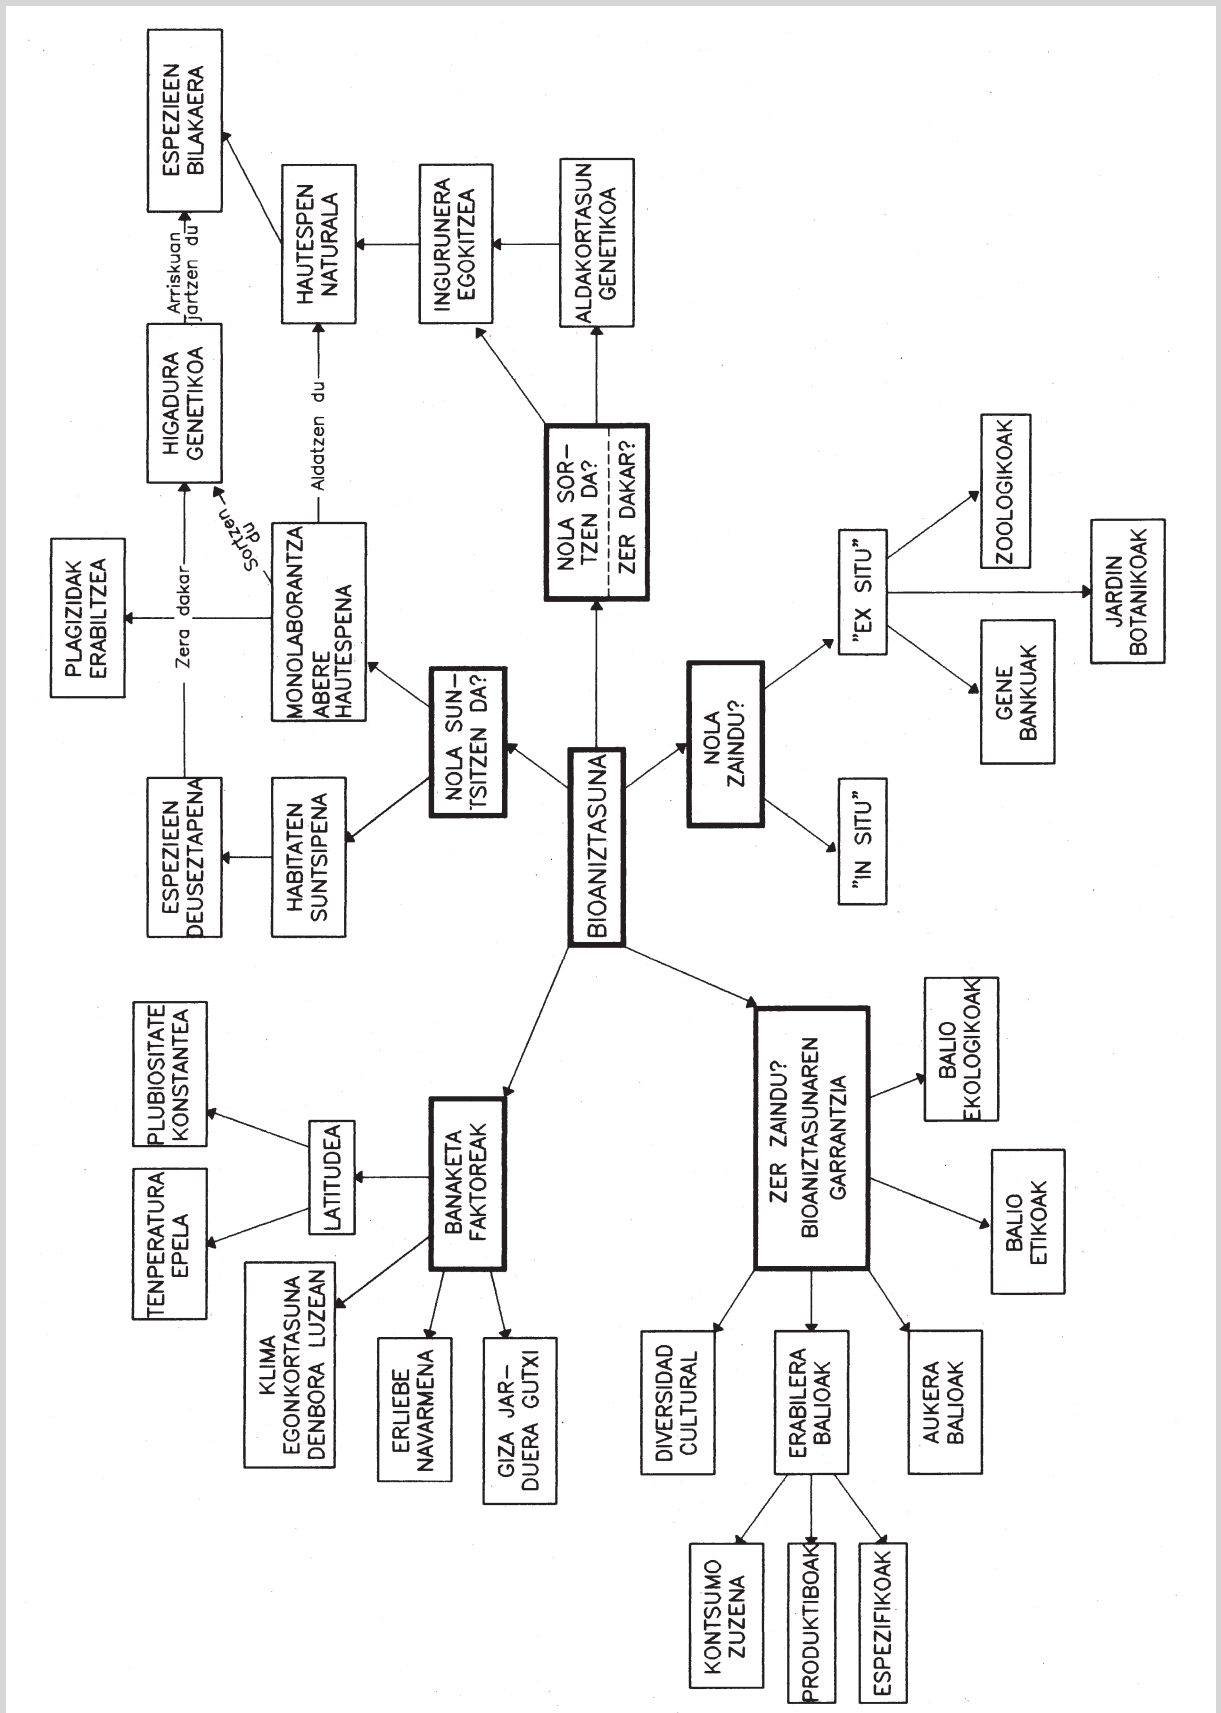 PLAGIZIDAK
ERABILTZEA
TENPERATURA
EPELA
PLUBIOSITATE
KONSTANTEA
ESPEZIEEN
DEUSEZTAPENA
Zera dakar
HIGADURA
GENETIKOA
Arriskuan
jartzen du
ESPEZIEEN
BILAKAERA
KLIMA
EGONKORTASUNA
DENBORA LUZEAN
LATITUDEA
HABITATEN
SUNTSIPENA
MONOLABORANTZA
ABERE
HAUTESPENA
Sortzen
du
Aldatzen du
HAUTESPEN
NATURALA
ERLIEBE
NAVARMENA
GIZA JAR-
DUERA GUTXI
BANAKETA
FAKTOREAK
NOLA SUN-
TSITZEN DA?
INGURUNERA
EGOKITZEA
BIOANIZTASUNA
NOLA SOR-
TZEN DA?
ZER DAKAR?
ALDAKORTASUN
GENETIKOA
DIVERSIDAD
CULTURAL
ERABILERA
BALIOAK
AUKERA
BALIOAK
KONTSUMO
ZUZENA
PRODUKTIBOAK
ESPEZIFIKOAK
ZER ZAINDU?
BIOANIZTASUNAREN
GARRANTZIA
NOLA
ZAINDU?
"IN SITU"
"EX SITU"
BALIO
EKOLOGIKOAK
BALIO
ETIKOAK
GENE
BANKUAK
ZOOLOGIKOAK
JARDIN
BOTANIKOAK